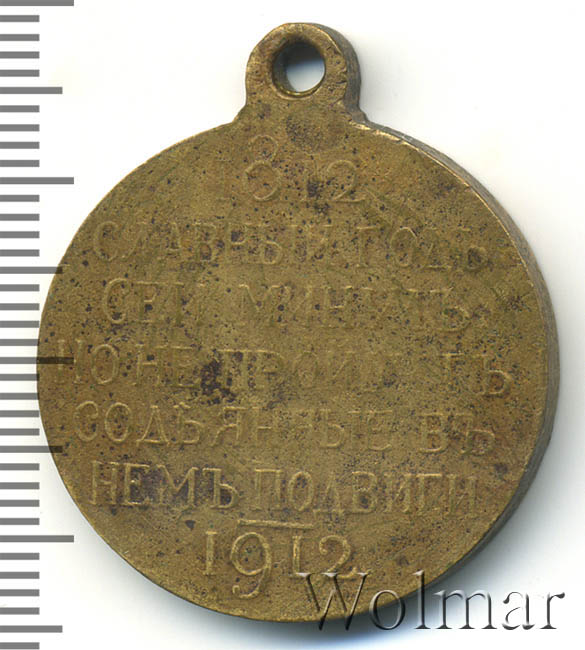 1812
СЛАВНЫЙ ГОДЪ
СЕЙ МИНУЛЪ
НО НЕ ПРОЙДУТЪ
СОДѢЯННЫЕ ВЪ
НЕМЪ ПОДВИГИ
1912
Wolmar